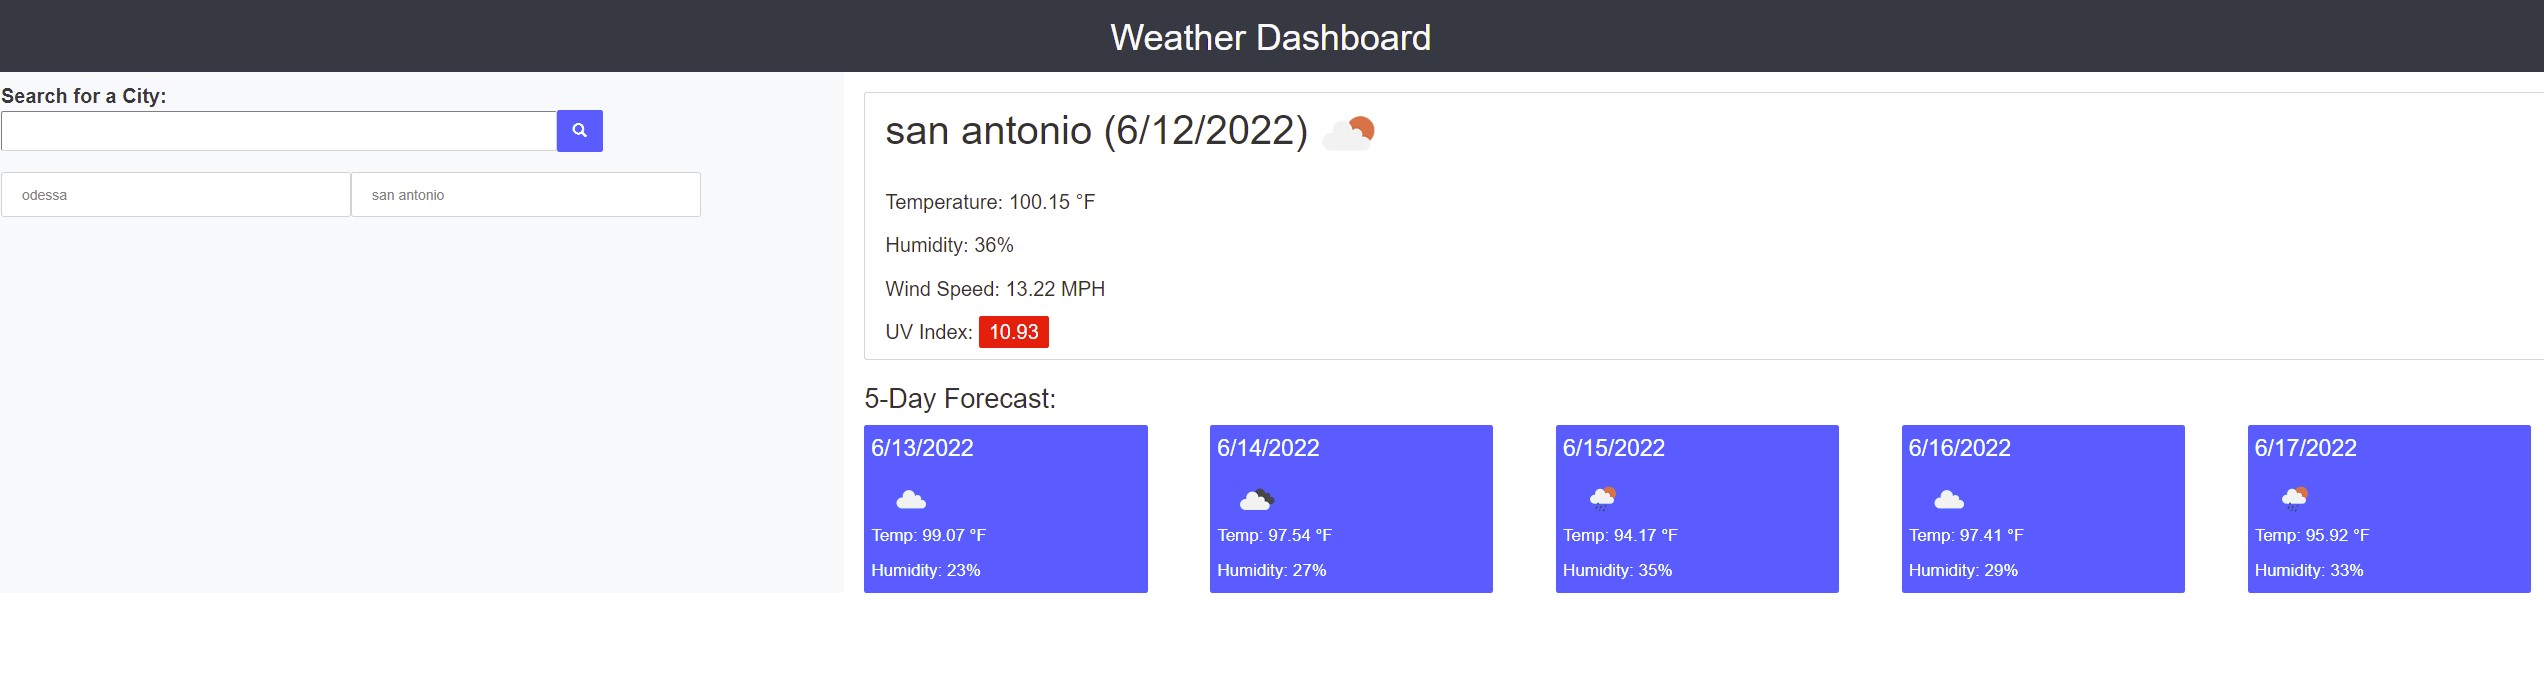 Weather Dashboard
Search for a City:
odessa
san antonio
san antonio (6/12/2022)
Temperature: 100.15 °F
Humidity: 36%
Wind Speed: 13.22 MPH
UV Index: 10.93
5-Day Forecast:
6/13/2022
Temp: 99.07 °F
Humidity: 23%
6/14/2022
Temp: 97.54 °F
Humidity: 27%
6/15/2022
Temp: 94.17 °F
Humidity: 35%
6/16/2022
Temp: 97.41 °F
Humidity: 29%
6/17/2022
Temp: 95.92 °F
Humidity: 33%